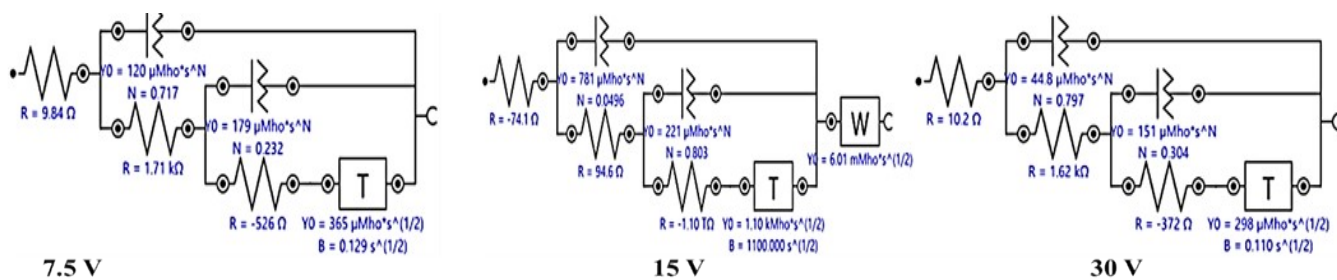 Y0 = 120 µMho*s^N
N = 0.717
R = 9.84 Ω
Y0 = 179 µMho*s^N
N = 0.232
R = 1.71 kΩ
T
R = -526 Ω
Y0 = 365 µMho*s^(1/2)
B = 0.129 s^(1/2)
7.5 V
Y0 = 781 µMho*s^N
N = 0.0496
R = -74.1 Ω
Y0 = 221 µMho*s^N
N = 0.803
R = 94.6 Ω
W
Y0 = 6.01 mMho*s^(1/2)
T
R = -1.10 TΩ
Y0 = 1.10 kMho*s^(1/2)
B = 1100.000 s^(1/2)
15 V
Y0 = 44.8 µMho*s^N
N = 0.797
R = 10.2 Ω
Y0 = 151 µMho*s^N
N = 0.304
R = 1.62 kΩ
T
R = -372 Ω
Y0 = 298 µMho*s^(1/2)
B = 0.110 s^(1/2)
30 V